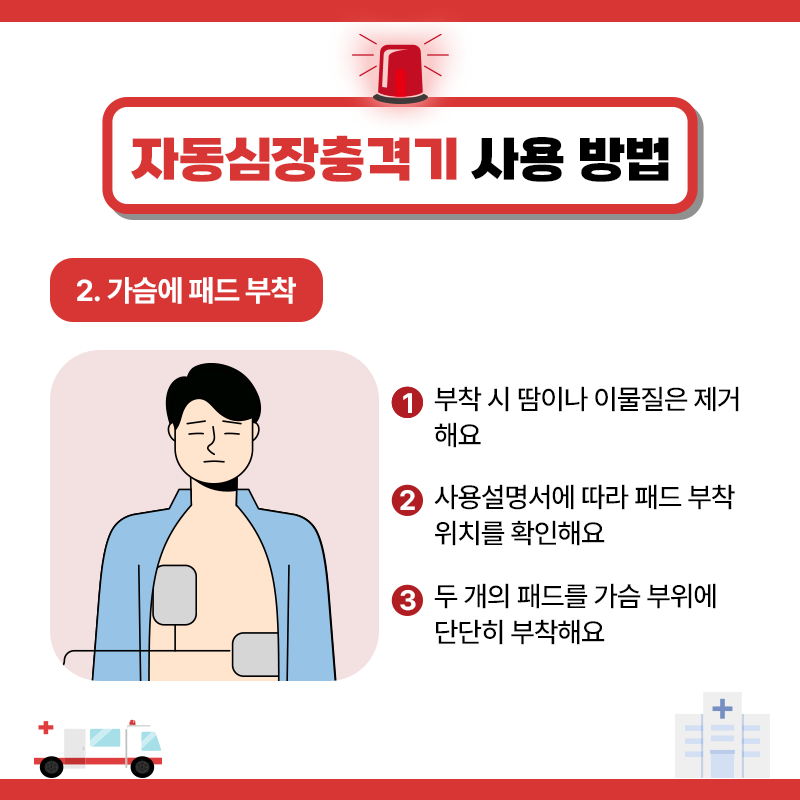 자동심장충격기 사용 방법
2. 가슴에 패드 부착
1 부착 시 땀이나 이물질은 제거
해요
2 사용설명서에 따라 패드 부착
위치를 확인해요
3 두 개의 패드를 가슴 부위에
단단히 부착해요